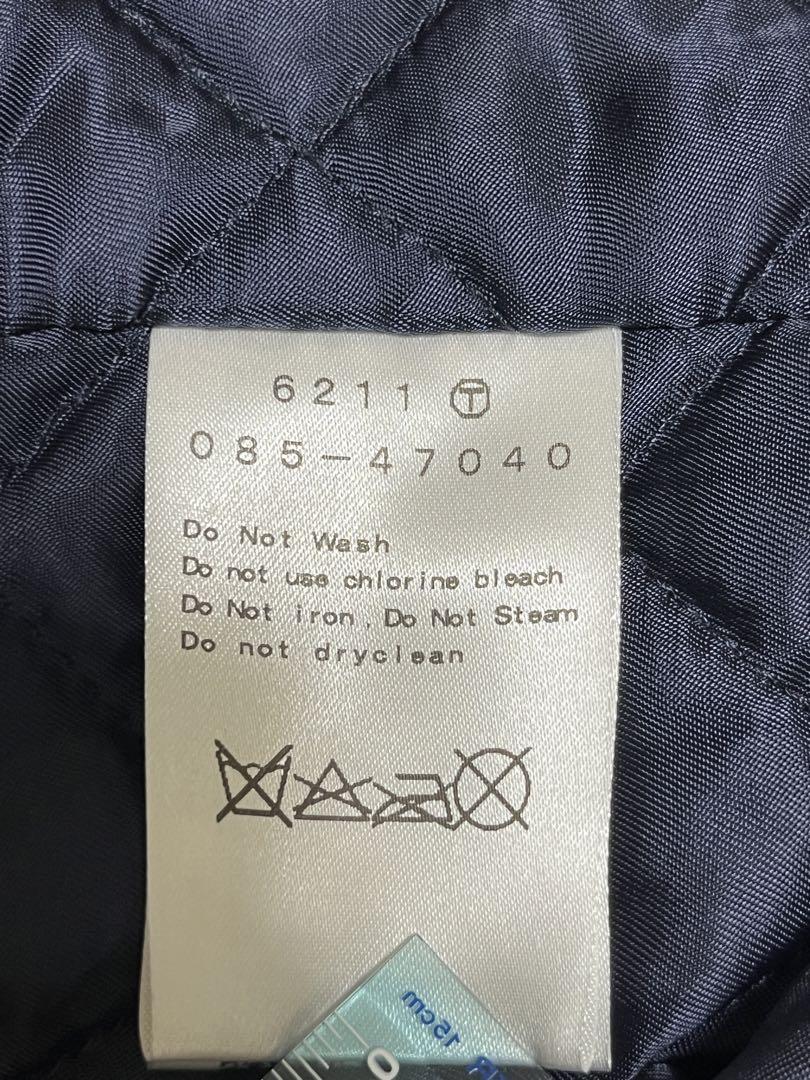 6211 Ⓣ
085-47040
Do Not Wash
Do not use chlorine bleach
Do Not iron, Do Not Steam
Do not dryclean
15cm
0